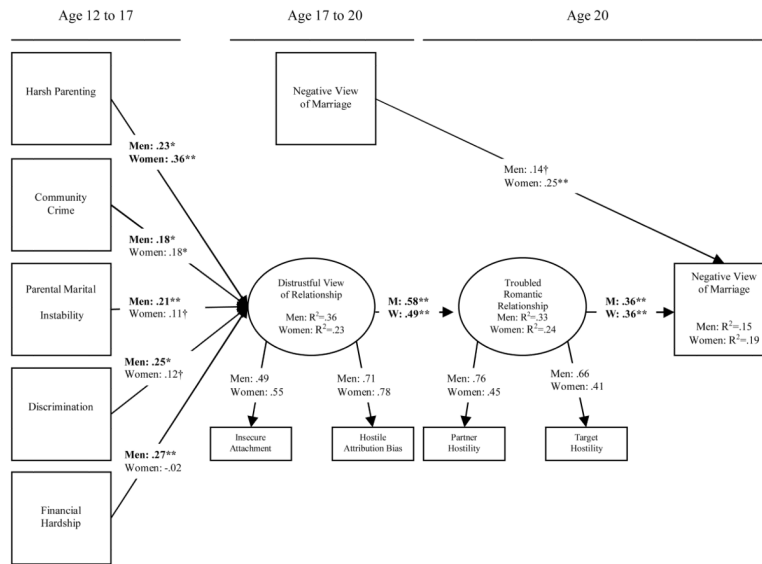 Age 12 to 17
Age 17 to 20
Age 20
Harsh Parenting
Negative View
of Marriage
Men: .23*
Women: .36**
Men: .14†
Women: .25**
Community
Crime
Men: .18*
Women: .18*
Parental Marital
Instability
Men: .21**
Women: .11†
Distrustful View
of Relationship
Men: R²=.36
Women: R²=.23
M: .58**
W: .49**
Troubled
Romantic
Relationship
Men: R²=.33
Women: R²=.24
M: .36**
W: .36**
Negative View
of Marriage
Men: R²=.15
Women: R²=.19
Discrimination
Men: .25*
Women: .12†
Men: .49
Women: .55
Men: .71
Women: .78
Men: .76
Women: .45
Men: .66
Women: .41
Insecure
Attachment
Hostile
Attribution Bias
Partner
Hostility
Target
Hostility
Men: .27**
Women: -.02
Financial
Hardship